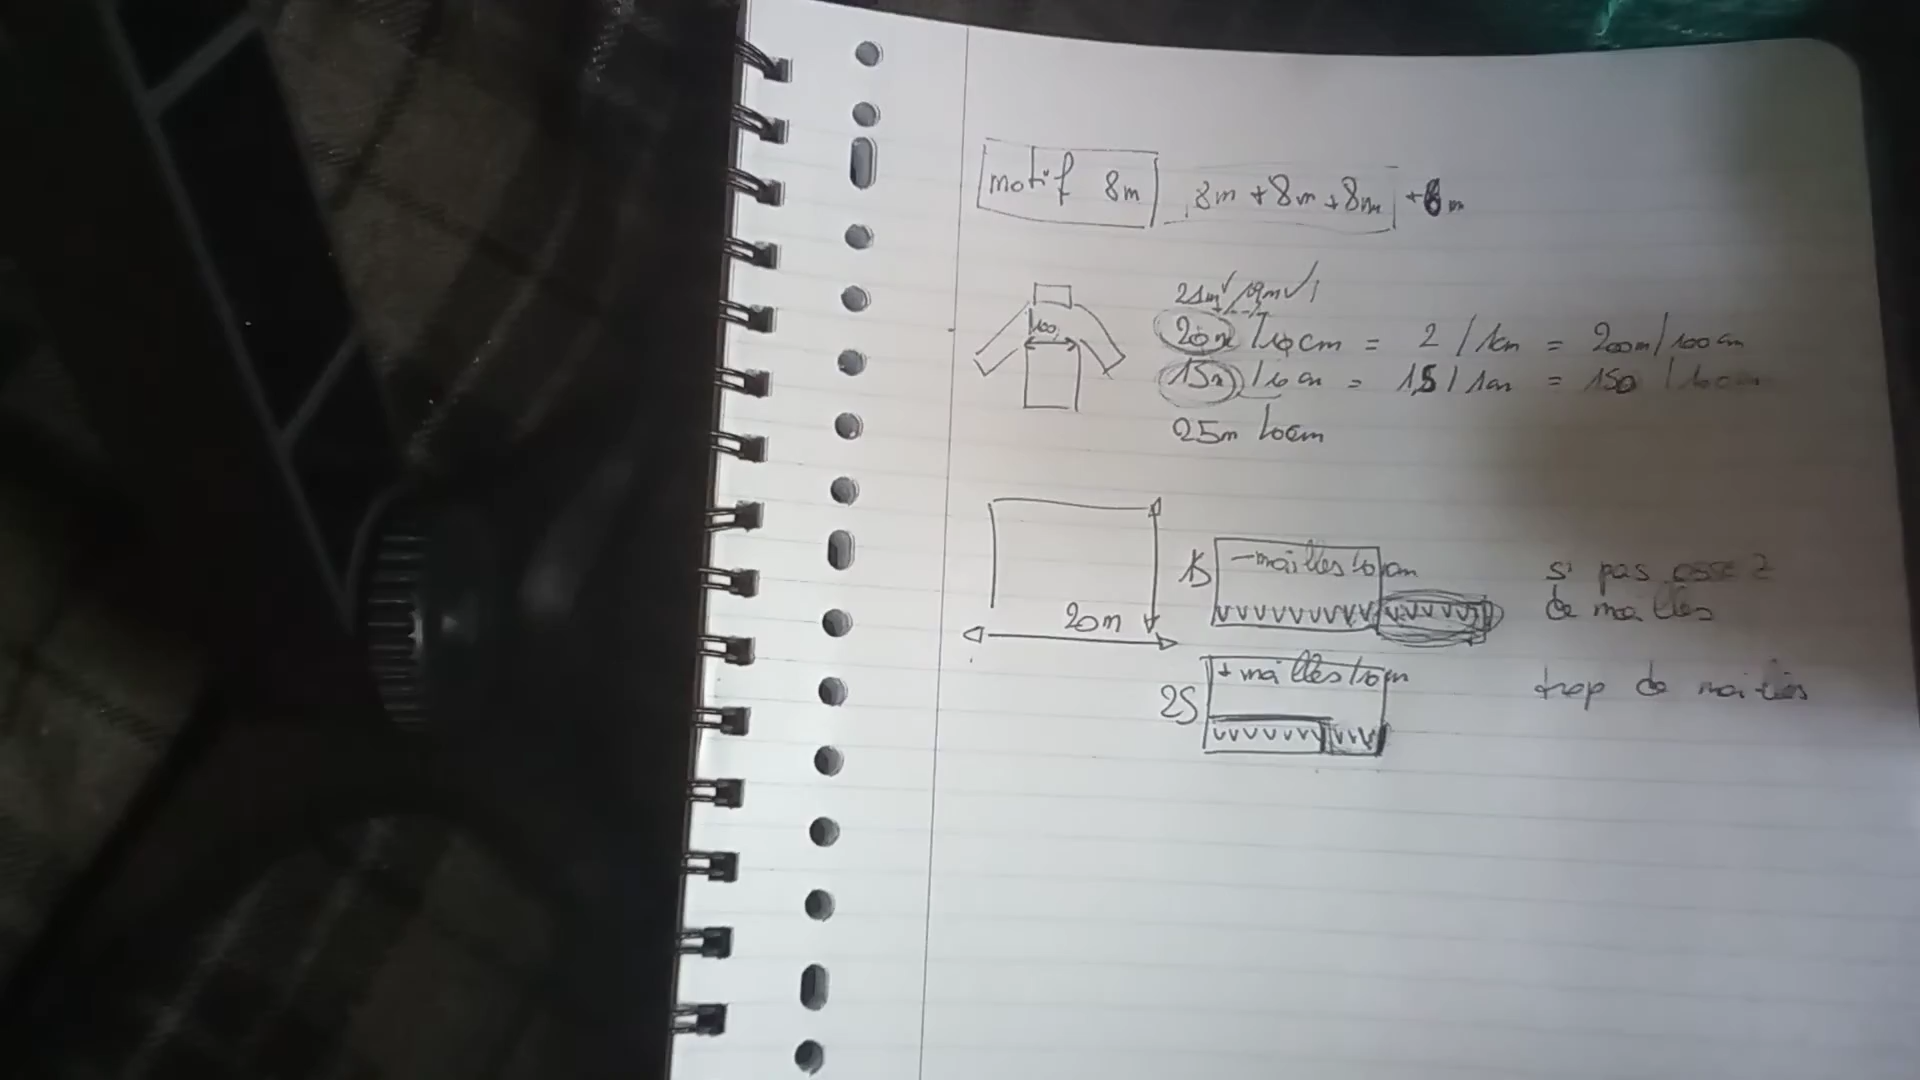 motif 8m 8m + 8m + 8m + 8m
21m / 19m
100
20m / 10cm = 2 / 1cm = 200m / 100cm
15m / 10cm = 1,5 / 1cm = 150 / 100cm
25m 10cm
20m
15 - mailles 10cm si pas assez
de mailles
25 + mailles 10cm trop de mailles